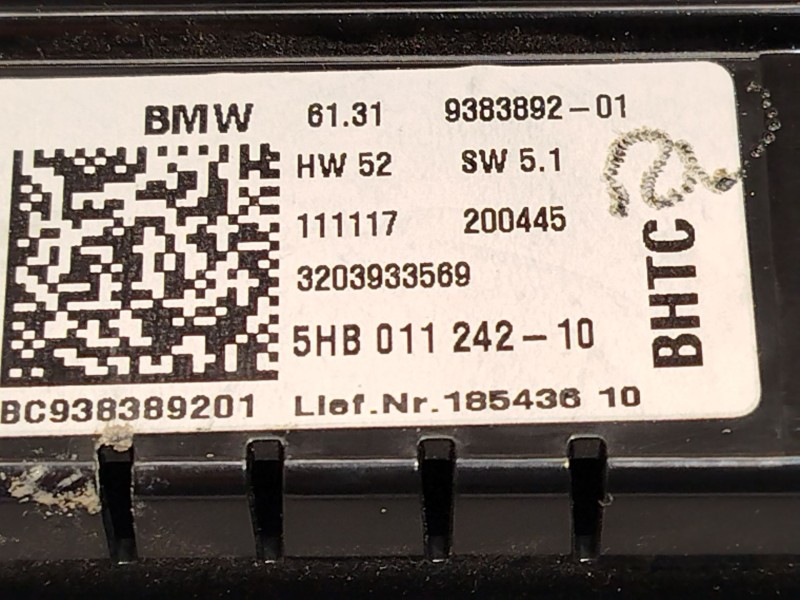 BMW 61.31 9383892-01
HW 52 SW 5.1
111117 200445
3203933569
5HB 011 242-10
BC938389201 Lief.Nr.185436 10
BHTC